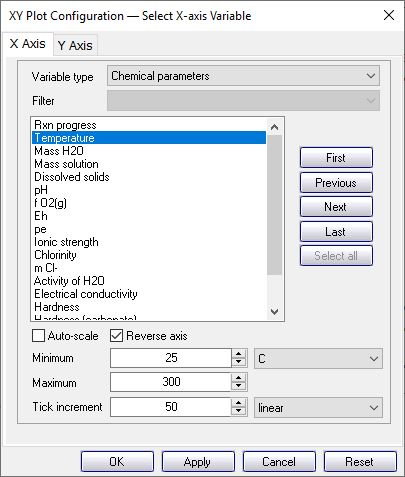 XY Plot Configuration — Select X-axis Variable
X Axis
Y Axis
Variable type
Chemical parameters
Filter
Rxn progress
Temperature
Mass H2O
Mass solution
Dissolved solids
pH
f O2(g)
Eh
pe
Ionic strength
Chlorinity
m Cl-
Activity of H2O
Electrical conductivity
Hardness
Hardness (carbonate)
First
Previous
Next
Last
Select all
Auto-scale
Reverse axis
Minimum
25
C
Maximum
300
Tick increment
50
linear
OK
Apply
Cancel
Reset